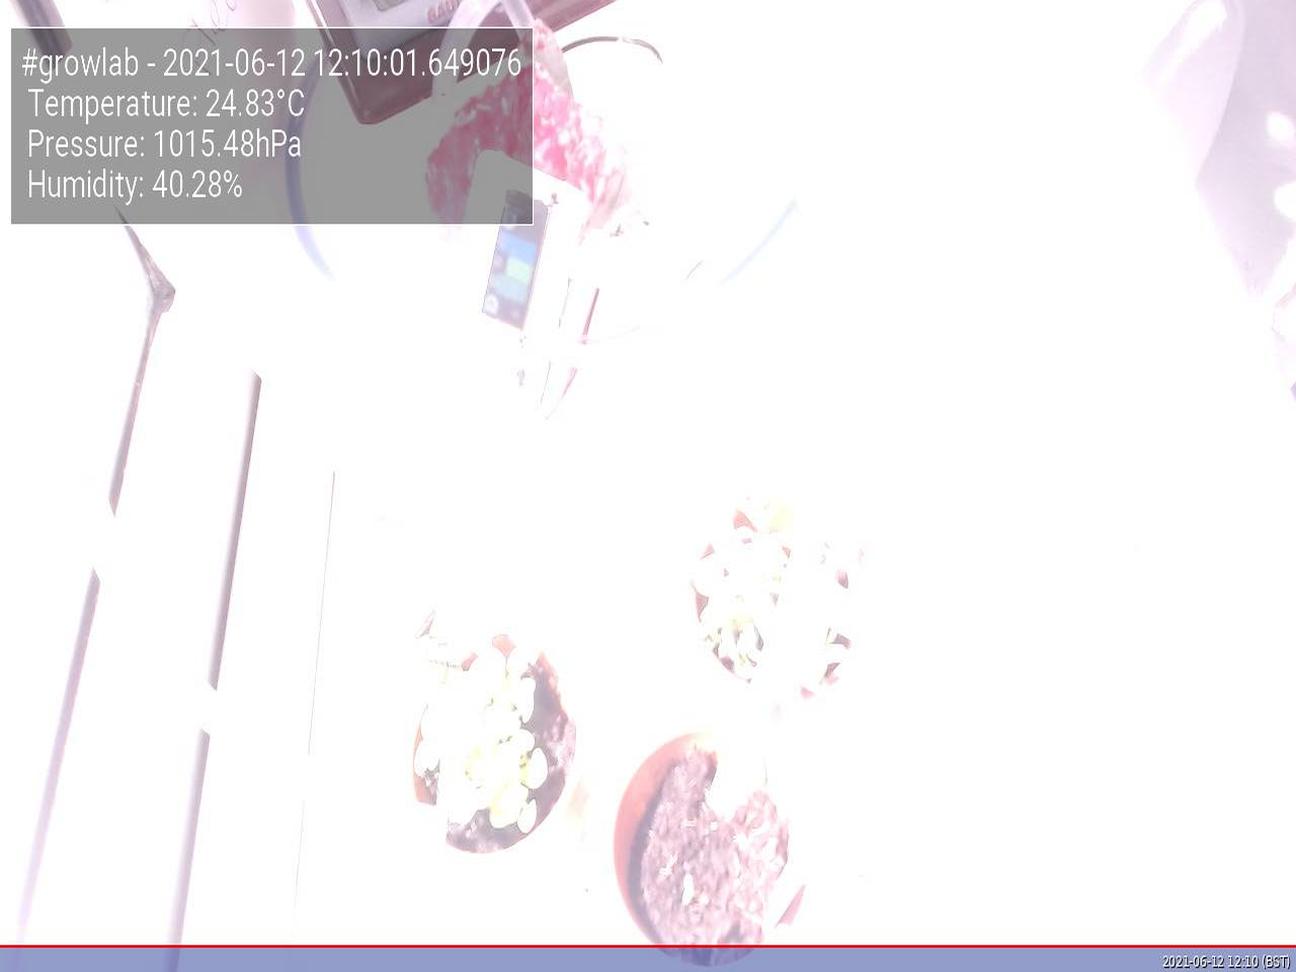 #growlab - 2021-06-12 12:10:01.649076
Temperature: 24.83°C
Pressure: 1015.48hPa
Humidity: 40.28%
2021-06-12 12:10 (BST)